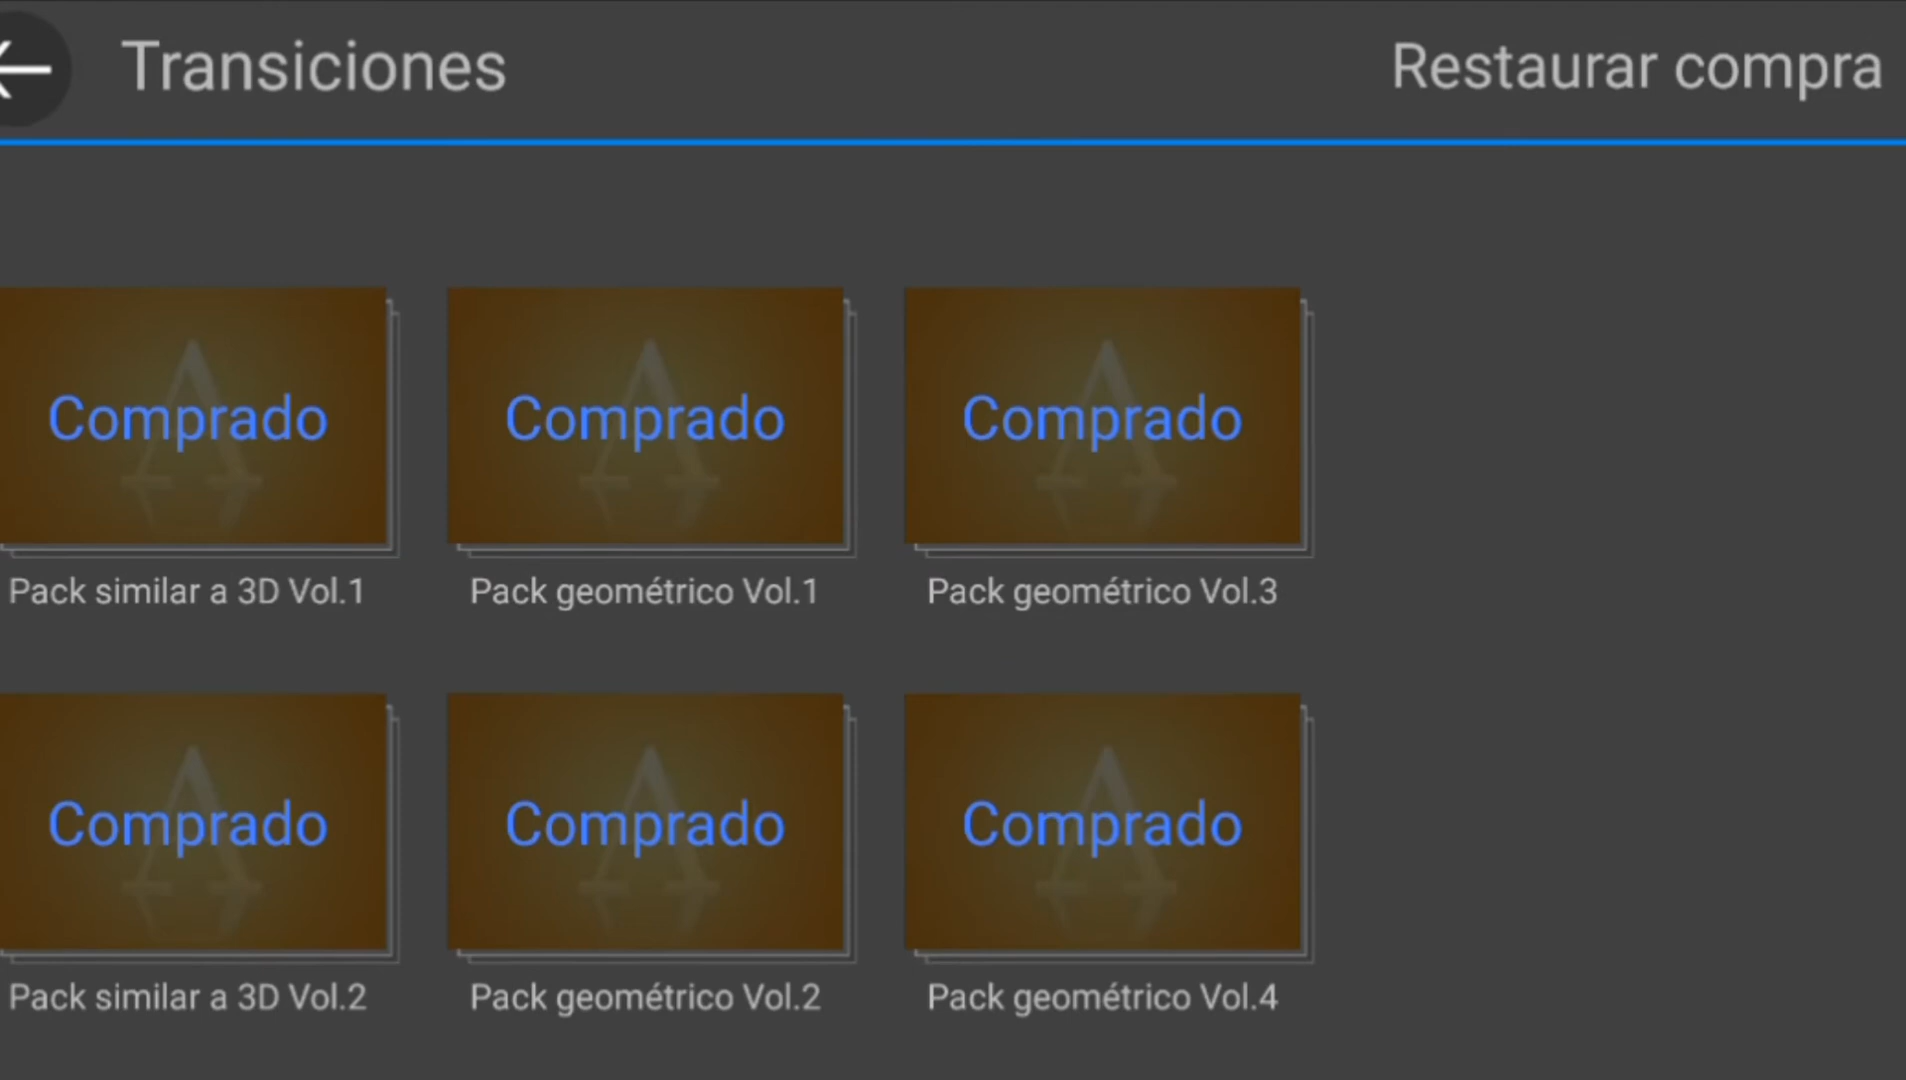 Transiciones
Restaurar compra
Comprado
Comprado
Comprado
Pack similar a 3D Vol.1
Pack geométrico Vol.1
Pack geométrico Vol.3
Comprado
Comprado
Comprado
Pack similar a 3D Vol.2
Pack geométrico Vol.2
Pack geométrico Vol.4